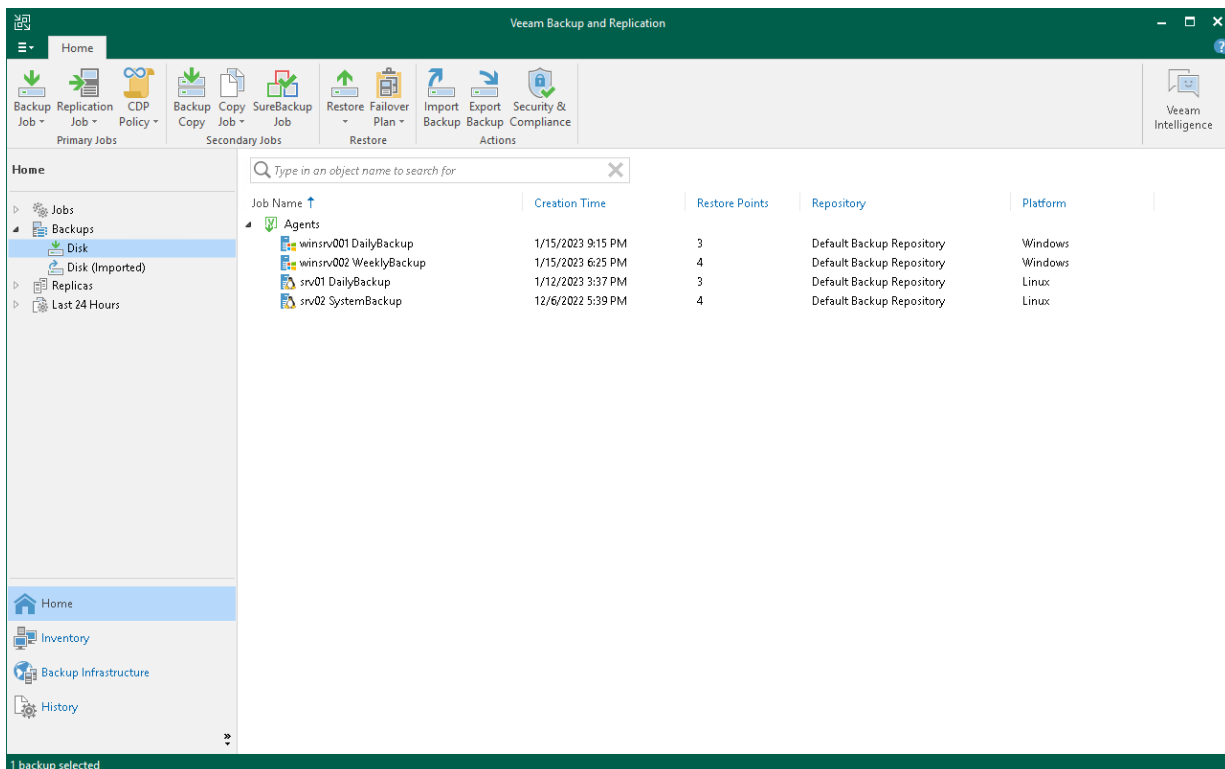 Veeam Backup and Replication
Home
Backup Job
Replication Job
CDP Policy
Primary Jobs
Backup Copy
Copy Job
SureBackup Job
Secondary Jobs
Restore
Failover Plan
Restore
Import Backup
Export Backup
Security & Compliance
Actions
Veeam Intelligence
Home
Jobs
Backups
Disk
Disk (Imported)
Replicas
Last 24 Hours
Type in an object name to search for
Job Name Creation Time Restore Points Repository Platform
Agents
winsrv001 DailyBackup 1/15/2023 9:15 PM 3 Default Backup Repository Windows
winsrv002 WeeklyBackup 1/15/2023 6:25 PM 4 Default Backup Repository Windows
srv01 DailyBackup 1/12/2023 3:37 PM 3 Default Backup Repository Linux
srv02 SystemBackup 12/6/2022 5:39 PM 4 Default Backup Repository Linux
Home
Inventory
Backup Infrastructure
History
1 backup selected